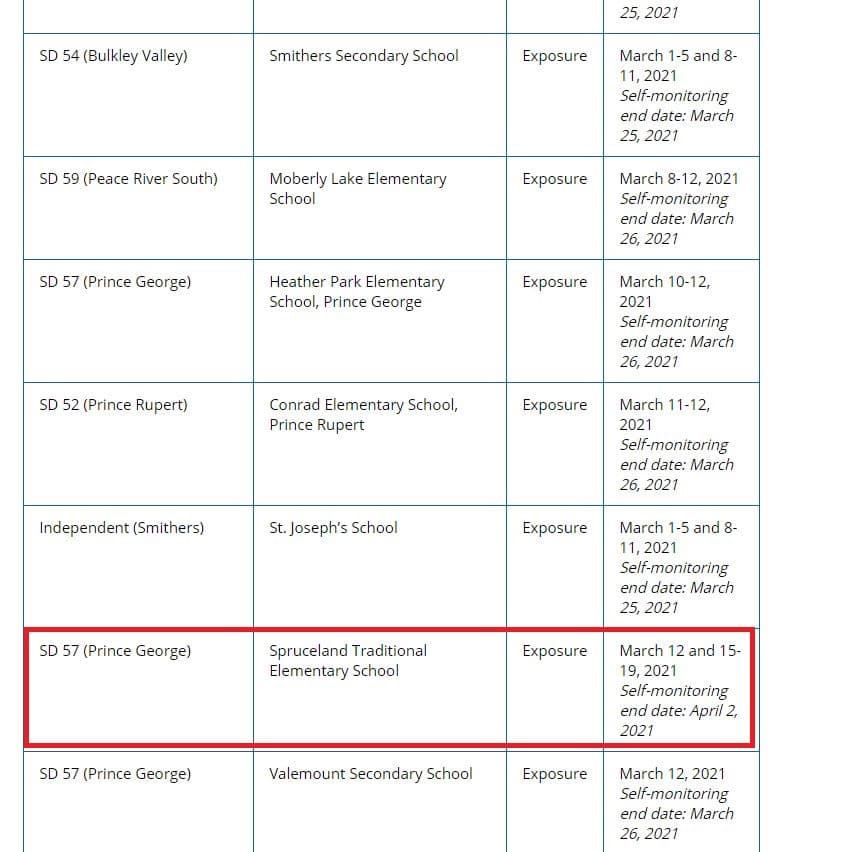 25, 2021
SD 54 (Bulkley Valley)
Smithers Secondary School
Exposure
March 1-5 and 8-
11, 2021
Self-monitoring
end date: March
25, 2021
SD 59 (Peace River South)
Moberly Lake Elementary
School
Exposure
March 8-12, 2021
Self-monitoring
end date: March
26, 2021
SD 57 (Prince George)
Heather Park Elementary
School, Prince George
Exposure
March 10-12,
2021
Self-monitoring
end date: March
26, 2021
SD 52 (Prince Rupert)
Conrad Elementary School,
Prince Rupert
Exposure
March 11-12,
2021
Self-monitoring
end date: March
26, 2021
Independent (Smithers)
St. Joseph’s School
Exposure
March 1-5 and 8-
11, 2021
Self-monitoring
end date: March
25, 2021
SD 57 (Prince George)
Spruceland Traditional
Elementary School
Exposure
March 12 and 15-
19, 2021
Self-monitoring
end date: April 2,
2021
SD 57 (Prince George)
Valemount Secondary School
Exposure
March 12, 2021
Self-monitoring
end date: March
26, 2021